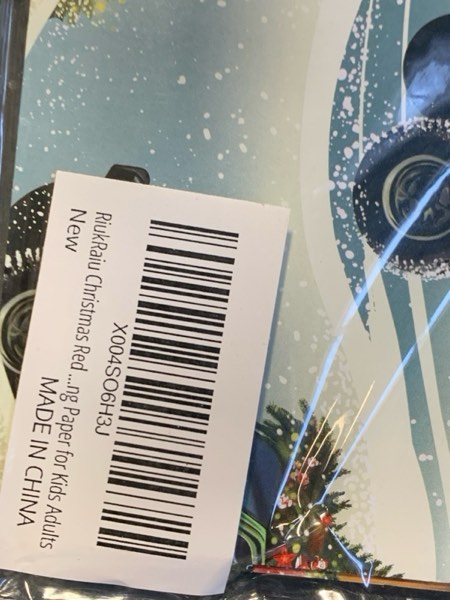 X004SO6H3J
RiukRaiu Christmas Red ...ng Paper for Kids Adults
New
MADE IN CHINA